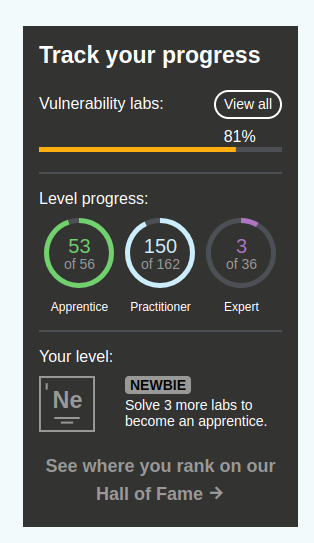 Track your progress
Vulnerability labs:
View all
81%
Level progress:
53
of 56
150
of 162
3
of 36
Apprentice
Practitioner
Expert
Your level:
Ne
NEWBIE
Solve 3 more labs to
become an apprentice.
See where you rank on our
Hall of Fame →